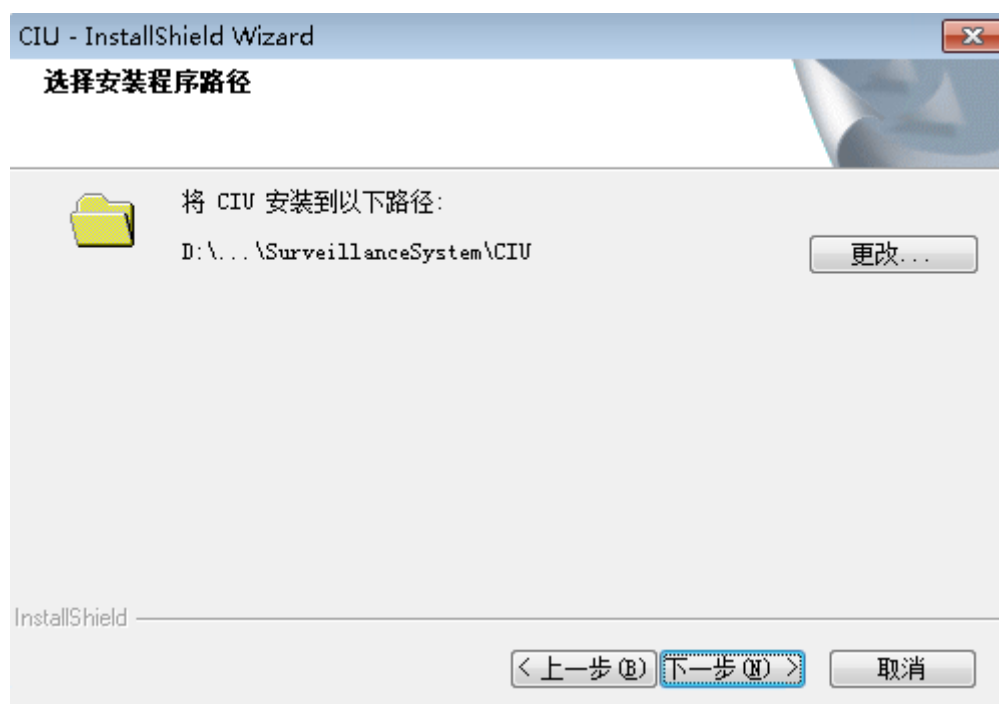 CIU - InstallShield Wizard
选择安装程序路径
将 CIU 安装到以下路径:
D:\...\SurveillanceSystem\CIU
更改...
InstallShield
< 上一步(B) 下一步(N) > 取消